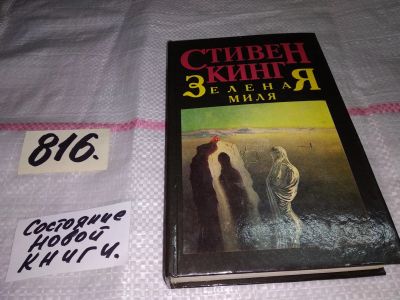 СТИВЕН
КИНГ
ЗЕЛЕНАЯ
МИЛЯ
816.
Состояние
новой
книги.